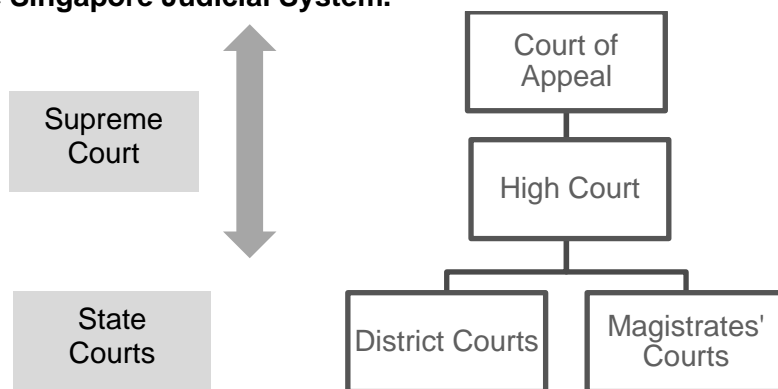 Singapore Judicial System.
Court of
Appeal
Supreme
Court
High Court
State
Courts
District Courts
Magistrates'
Courts